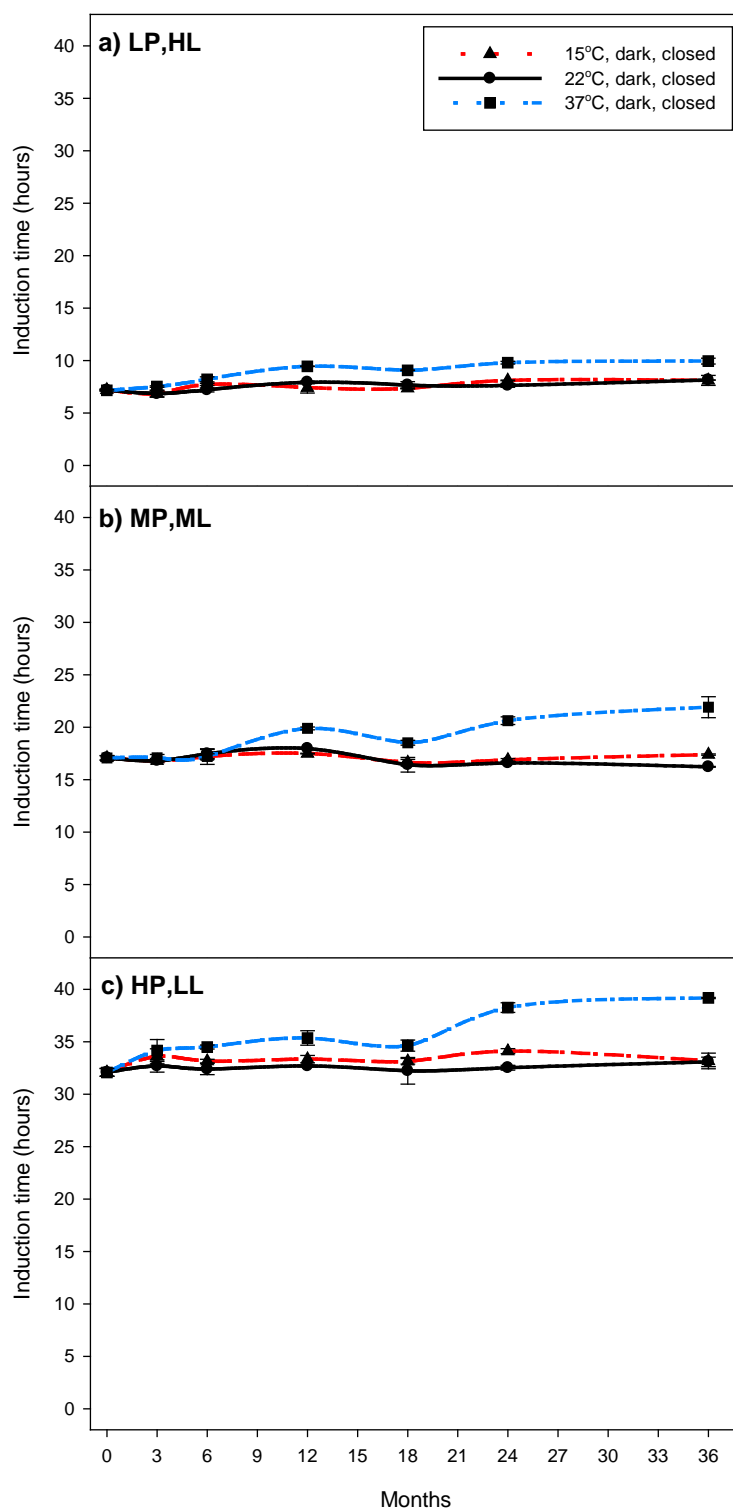 a) LP,HL
15°C, dark, closed
22°C, dark, closed
37°C, dark, closed
Induction time (hours)
40
35
30
25
20
15
10
5
0
b) MP,ML
Induction time (hours)
40
35
30
25
20
15
10
5
0
c) HP,LL
Induction time (hours)
40
35
30
25
20
15
10
5
0
0 3 6 9 12 15 18 21 24 27 30 33 36
Months